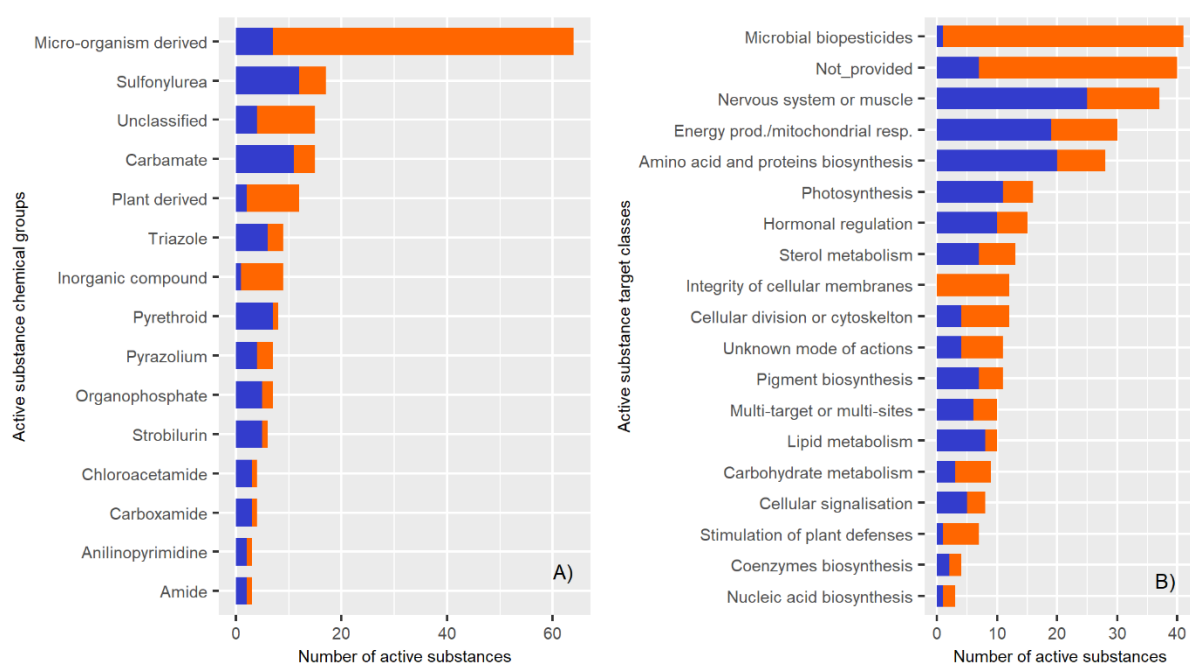 Active substance chemical groups
Micro-organism derived
Sulfonylurea
Unclassified
Carbamate
Plant derived
Triazole
Inorganic compound
Pyrethroid
Pyrazolium
Organophosphate
Strobilurin
Chloroacetamide
Carboxamide
Anilinopyrimidine
Amide
A)
0 20 40 60
Number of active substances
Active substance target classes
Microbial biopesticides
Not_provided
Nervous system or muscle
Energy prod./mitochondrial resp.
Amino acid and proteins biosynthesis
Photosynthesis
Hormonal regulation
Sterol metabolism
Integrity of cellular membranes
Cellular division or cytoskelton
Unknown mode of actions
Pigment biosynthesis
Multi-target or multi-sites
Lipid metabolism
Carbohydrate metabolism
Cellular signalisation
Stimulation of plant defenses
Coenzymes biosynthesis
Nucleic acid biosynthesis
B)
0 10 20 30 40
Number of active substances